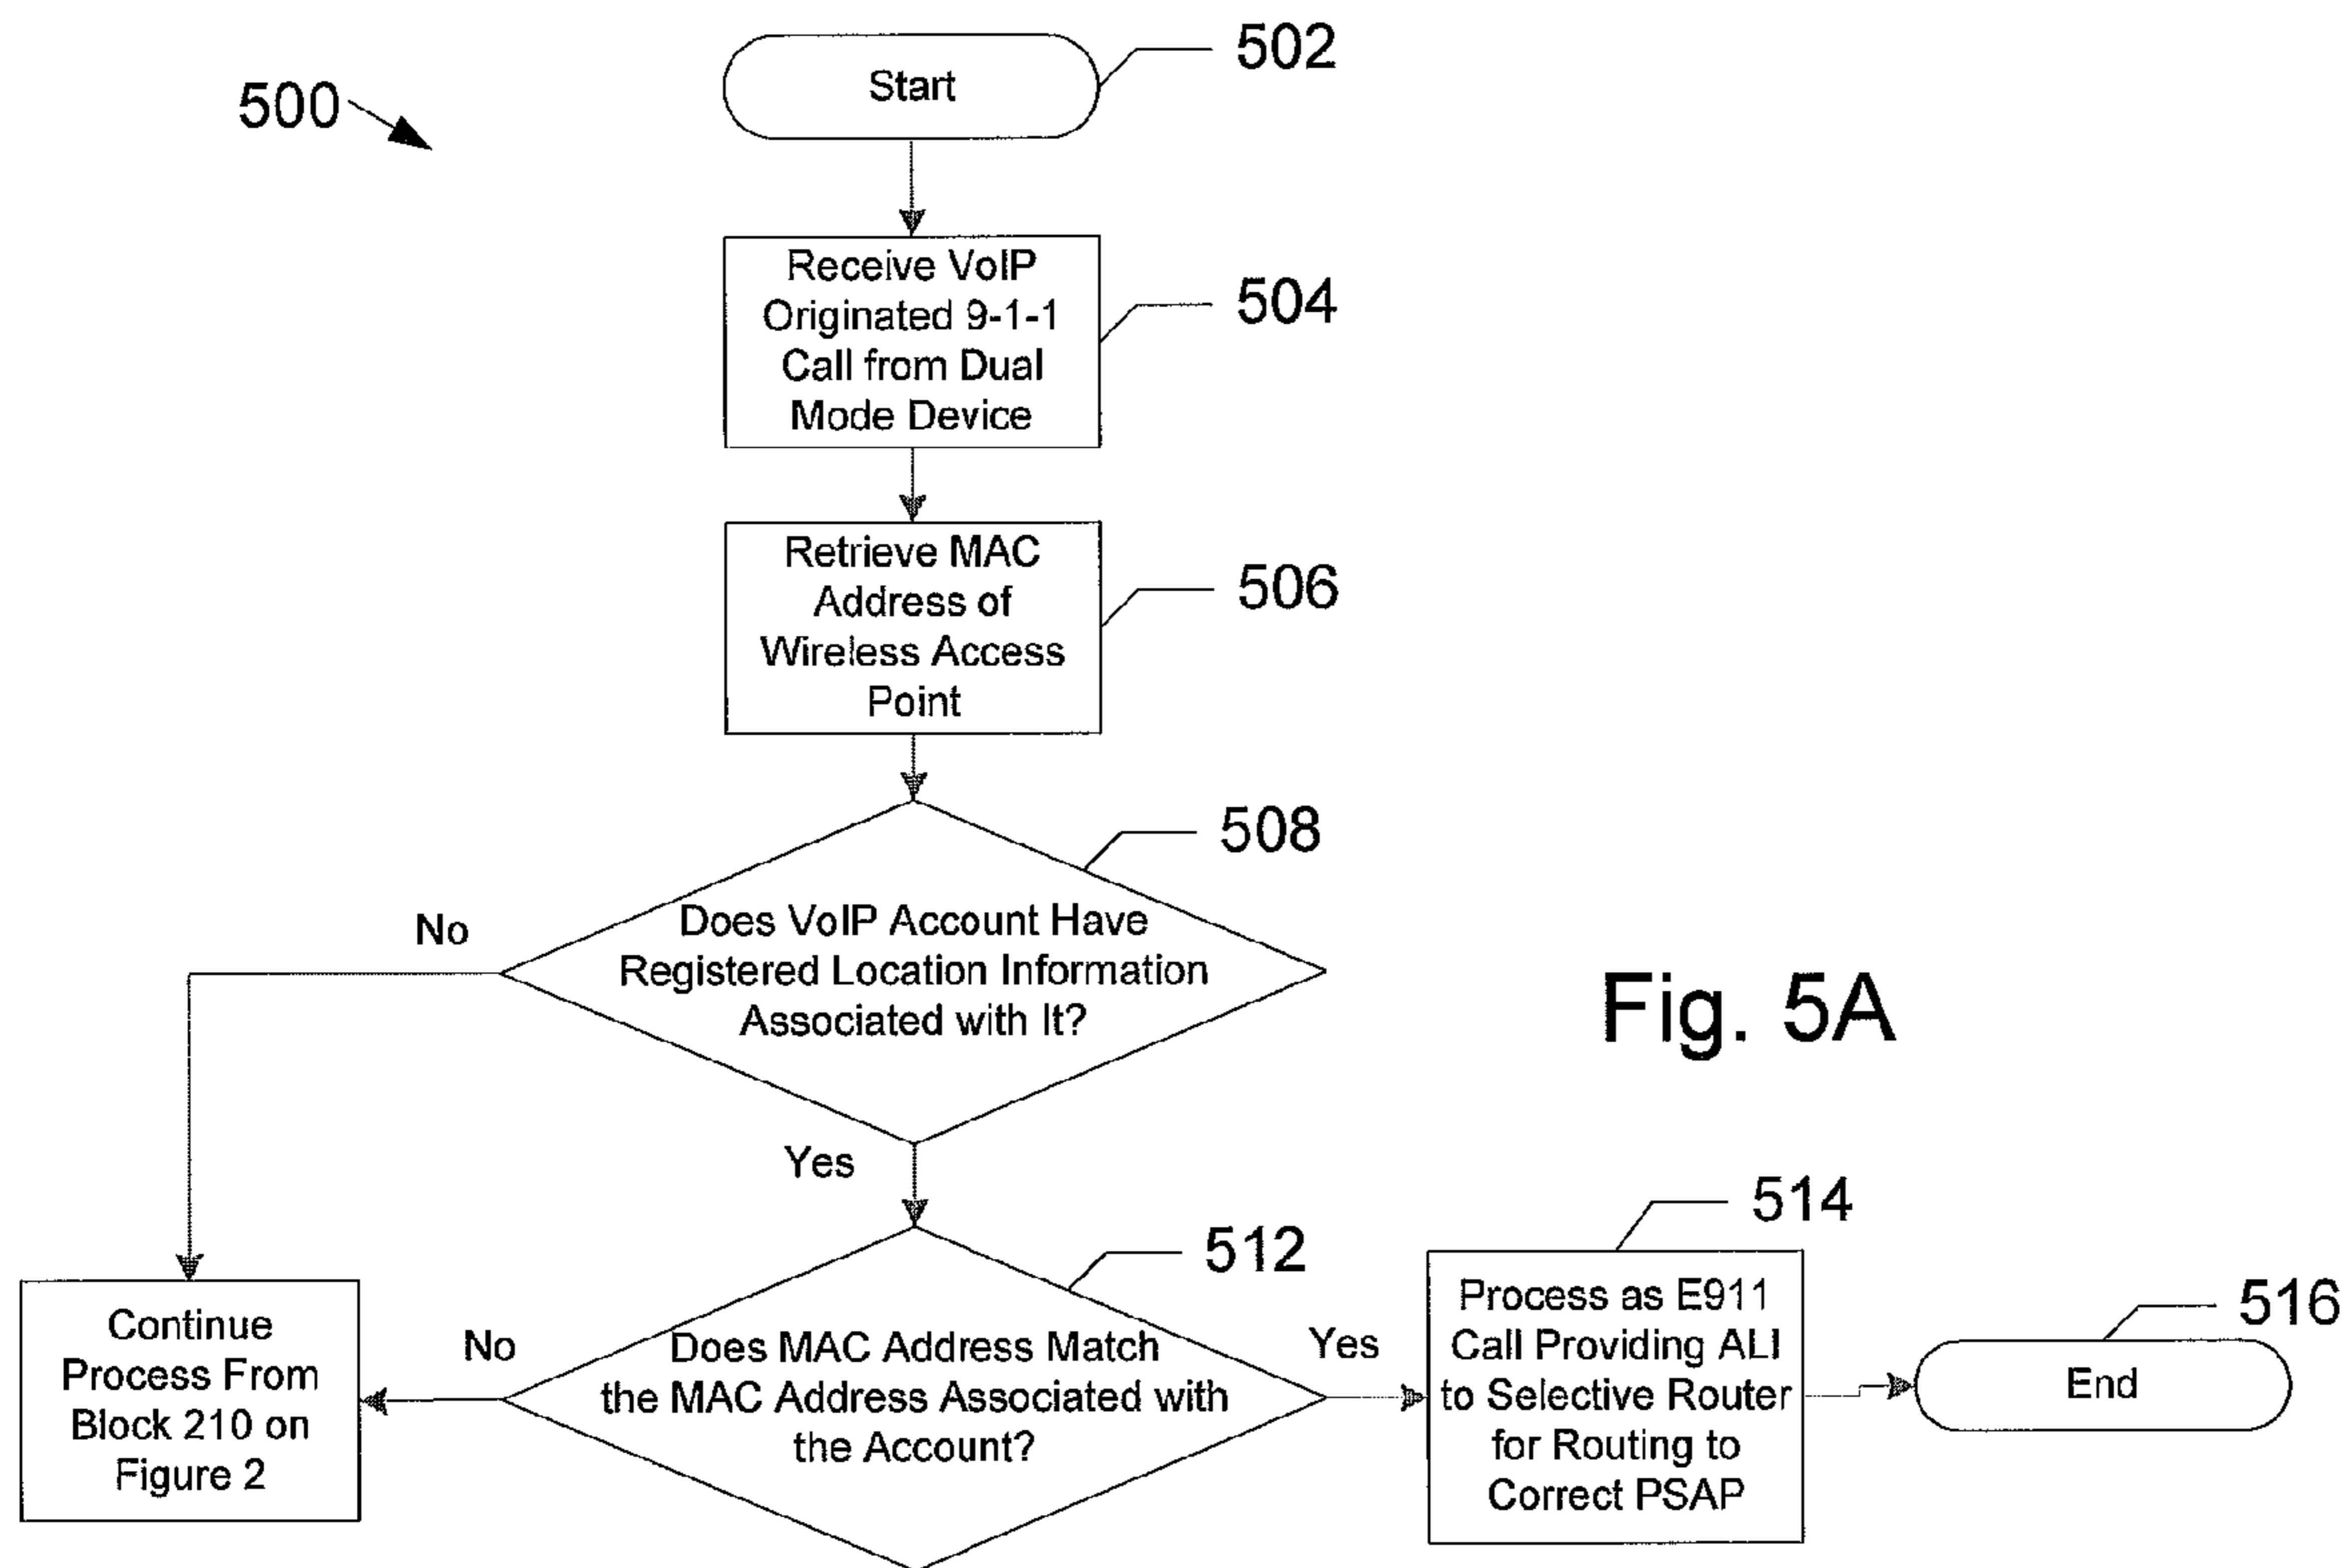 500
Start
502
Receive VoIP
Originated 9-1-1
Call from Dual
Mode Device
504
Retrieve MAC
Address of
Wireless Access
Point
506
508
No
Does VoIP Account Have
Registered Location Information
Associated with It?
Fig. 5A
Yes
Continue
Process From
Block 210 on
Figure 2
No
512
Does MAC Address Match
the MAC Address Associated with
the Account?
Yes
514
Process as E911
Call Providing ALI
to Selective Router
for Routing to
Correct PSAP
516
End